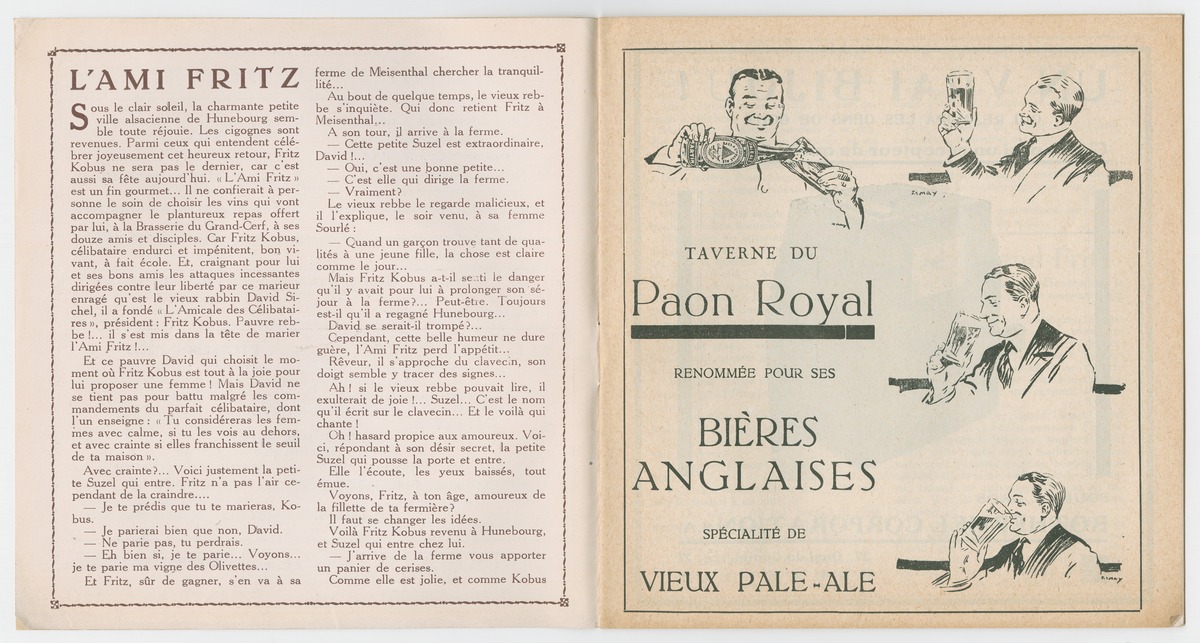 L'AMI FRITZ
Sous le clair soleil, la charmante petite
ville alsacienne de Hunebourg sem-
ble toute réjouie. Les cigognes sont
revenues. Parmi ceux qui entendent célé-
brer joyeusement cet heureux retour, Fritz
Kobus ne sera pas le dernier, car c'est
aussi sa fête aujourd'hui. « L'Ami Fritz »
est un fin gourmet... Il ne confierait à per-
sonne le soin de choisir les vins qui vont
accompagner le plantureux repas offert
par lui, à la Brasserie du Grand-Cerf, à ses
douze amis et disciples. Car Fritz Kobus,
célibataire endurci et impénitent, bon vi-
vant, à fait école. Et, craignant pour lui
et ses bons amis les attaques incessantes
dirigées contre leur liberté par ce marieur
enragé qu'est le vieux rabbin David Si-
chel, il a fondé « L'Amicale des Célibatai-
res », président : Fritz Kobus. Pauvre reb-
be !... il s'est mis dans la tête de marier
l'Ami Fritz !...
Et ce pauvre David qui choisit le mo-
ment où Fritz Kobus est tout à la joie pour
lui proposer une femme ! Mais David ne
se tient pas pour battu malgré les com-
mandements du parfait célibataire, dont
l'un enseigne : « Tu considéreras les fem-
mes avec calme, si tu les vois au dehors,
et avec crainte si elles franchissent le seuil
de ta maison ».
Avec crainte ?... Voici justement la peti-
te Suzel qui entre. Fritz n'a pas l'air ce-
pendant de la craindre....
— Je te prédis que tu te marieras, Ko-
bus.
— Je parierai bien que non, David.
— Ne parie pas, tu perdrais.
— Eh bien si, je te parie... Voyons...
je te parie ma vigne des Olivettes...
Et Fritz, sûr de gagner, s'en va à sa
ferme de Meisenthal chercher la tranquil-
lité...
Au bout de quelque temps, le vieux reb-
be s'inquiète. Qui donc retient Fritz à
Meisenthal...
A son tour, il arrive à la ferme.
— Cette petite Suzel est extraordinaire,
David !...
— Oui, c'est une bonne petite...
— C'est elle qui dirige la ferme.
— Vraiment ?
Le vieux rebbe le regarde malicieux, et
il l'explique, le soir venu, à sa femme
Sourlé :
— Quand un garçon trouve tant de qua-
lités à une jeune fille, la chose est claire
comme le jour...
Mais Fritz Kobus a-t-il senti le danger
qu'il y avait pour lui à prolonger son sé-
jour à la ferme ?... Peut-être. Toujours
est-il qu'il a regagné Hunebourg...
David se serait-il trompé ?...
Cependant, cette belle humeur ne dure
guère, l'Ami Fritz perd l'appétit...
Rêveur, il s'approche du clavecin, son
doigt semble y tracer des signes...
Ah ! si le vieux rebbe pouvait lire, il
exulterait de joie !... Suzel... C'est le nom
qu'il écrit sur le clavecin... Et le voilà qui
chante !
Oh ! hasard propice aux amoureux. Voi-
ci, répondant à son désir secret, la petite
Suzel qui pousse la porte et entre.
Elle l'écoute, les yeux baissés, tout
émue.
Voyons, Fritz, à ton âge, amoureux de
la fillette de ta fermière ?
Il faut se changer les idées.
Voilà Fritz Kobus revenu à Hunebourg,
et Suzel qui entre chez lui.
— J'arrive de la ferme vous apporter
un panier de cerises.
Comme elle est jolie, et comme Kobus
TAVERNE DU
Paon Royal
RENOMMÉE POUR SES
BIÈRES
ANGLAISES
SPÉCIALITÉ DE
VIEUX PALE-ALE